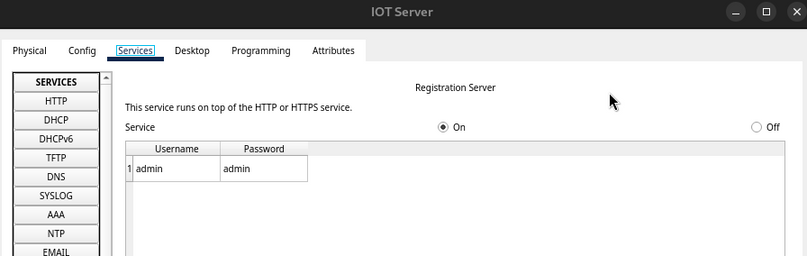 IOT Server
Physical Config Services Desktop Programming Attributes
SERVICES
HTTP
DHCP
DHCPv6
TFTP
DNS
SYSLOG
AAA
NTP
EMAIL
Registration Server
This service runs on top of the HTTP or HTTPS service.
Service On Off
Username Password
1 admin admin